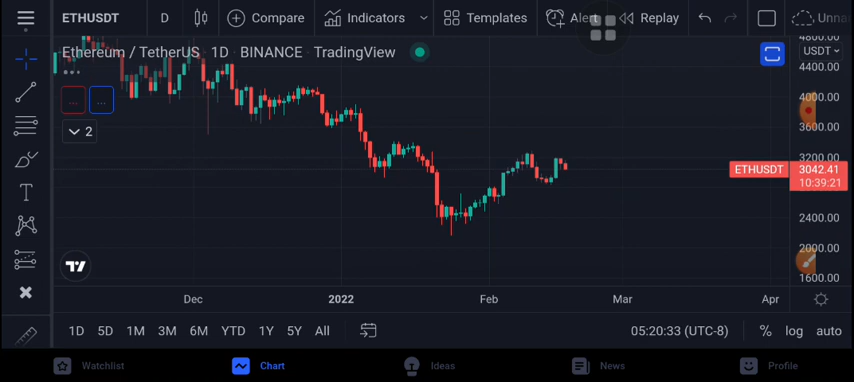 ETHUSDT D Compare Indicators Templates Alert Replay Unna
Ethereum / TetherUS · 1D · BINANCE · TradingView
4800.00
USDT
4400.00
4000.00
3600.00
3200.00
ETHUSDT 3042.41
10:39:21
2400.00
2000.00
1600.00
... ...
2
T
Dec 2022 Feb Mar Apr
1D 5D 1M 3M 6M YTD 1Y 5Y All 05:20:33 (UTC-8) % log auto
Watchlist Chart Ideas News Profile